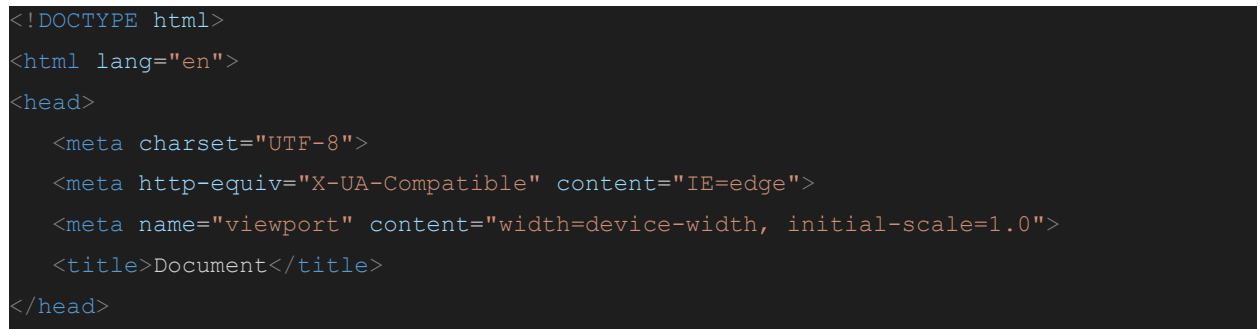 <!DOCTYPE html>
<html lang="en">
<head>
   <meta charset="UTF-8">
   <meta http-equiv="X-UA-Compatible" content="IE=edge">
   <meta name="viewport" content="width=device-width, initial-scale=1.0">
   <title>Document</title>
</head>